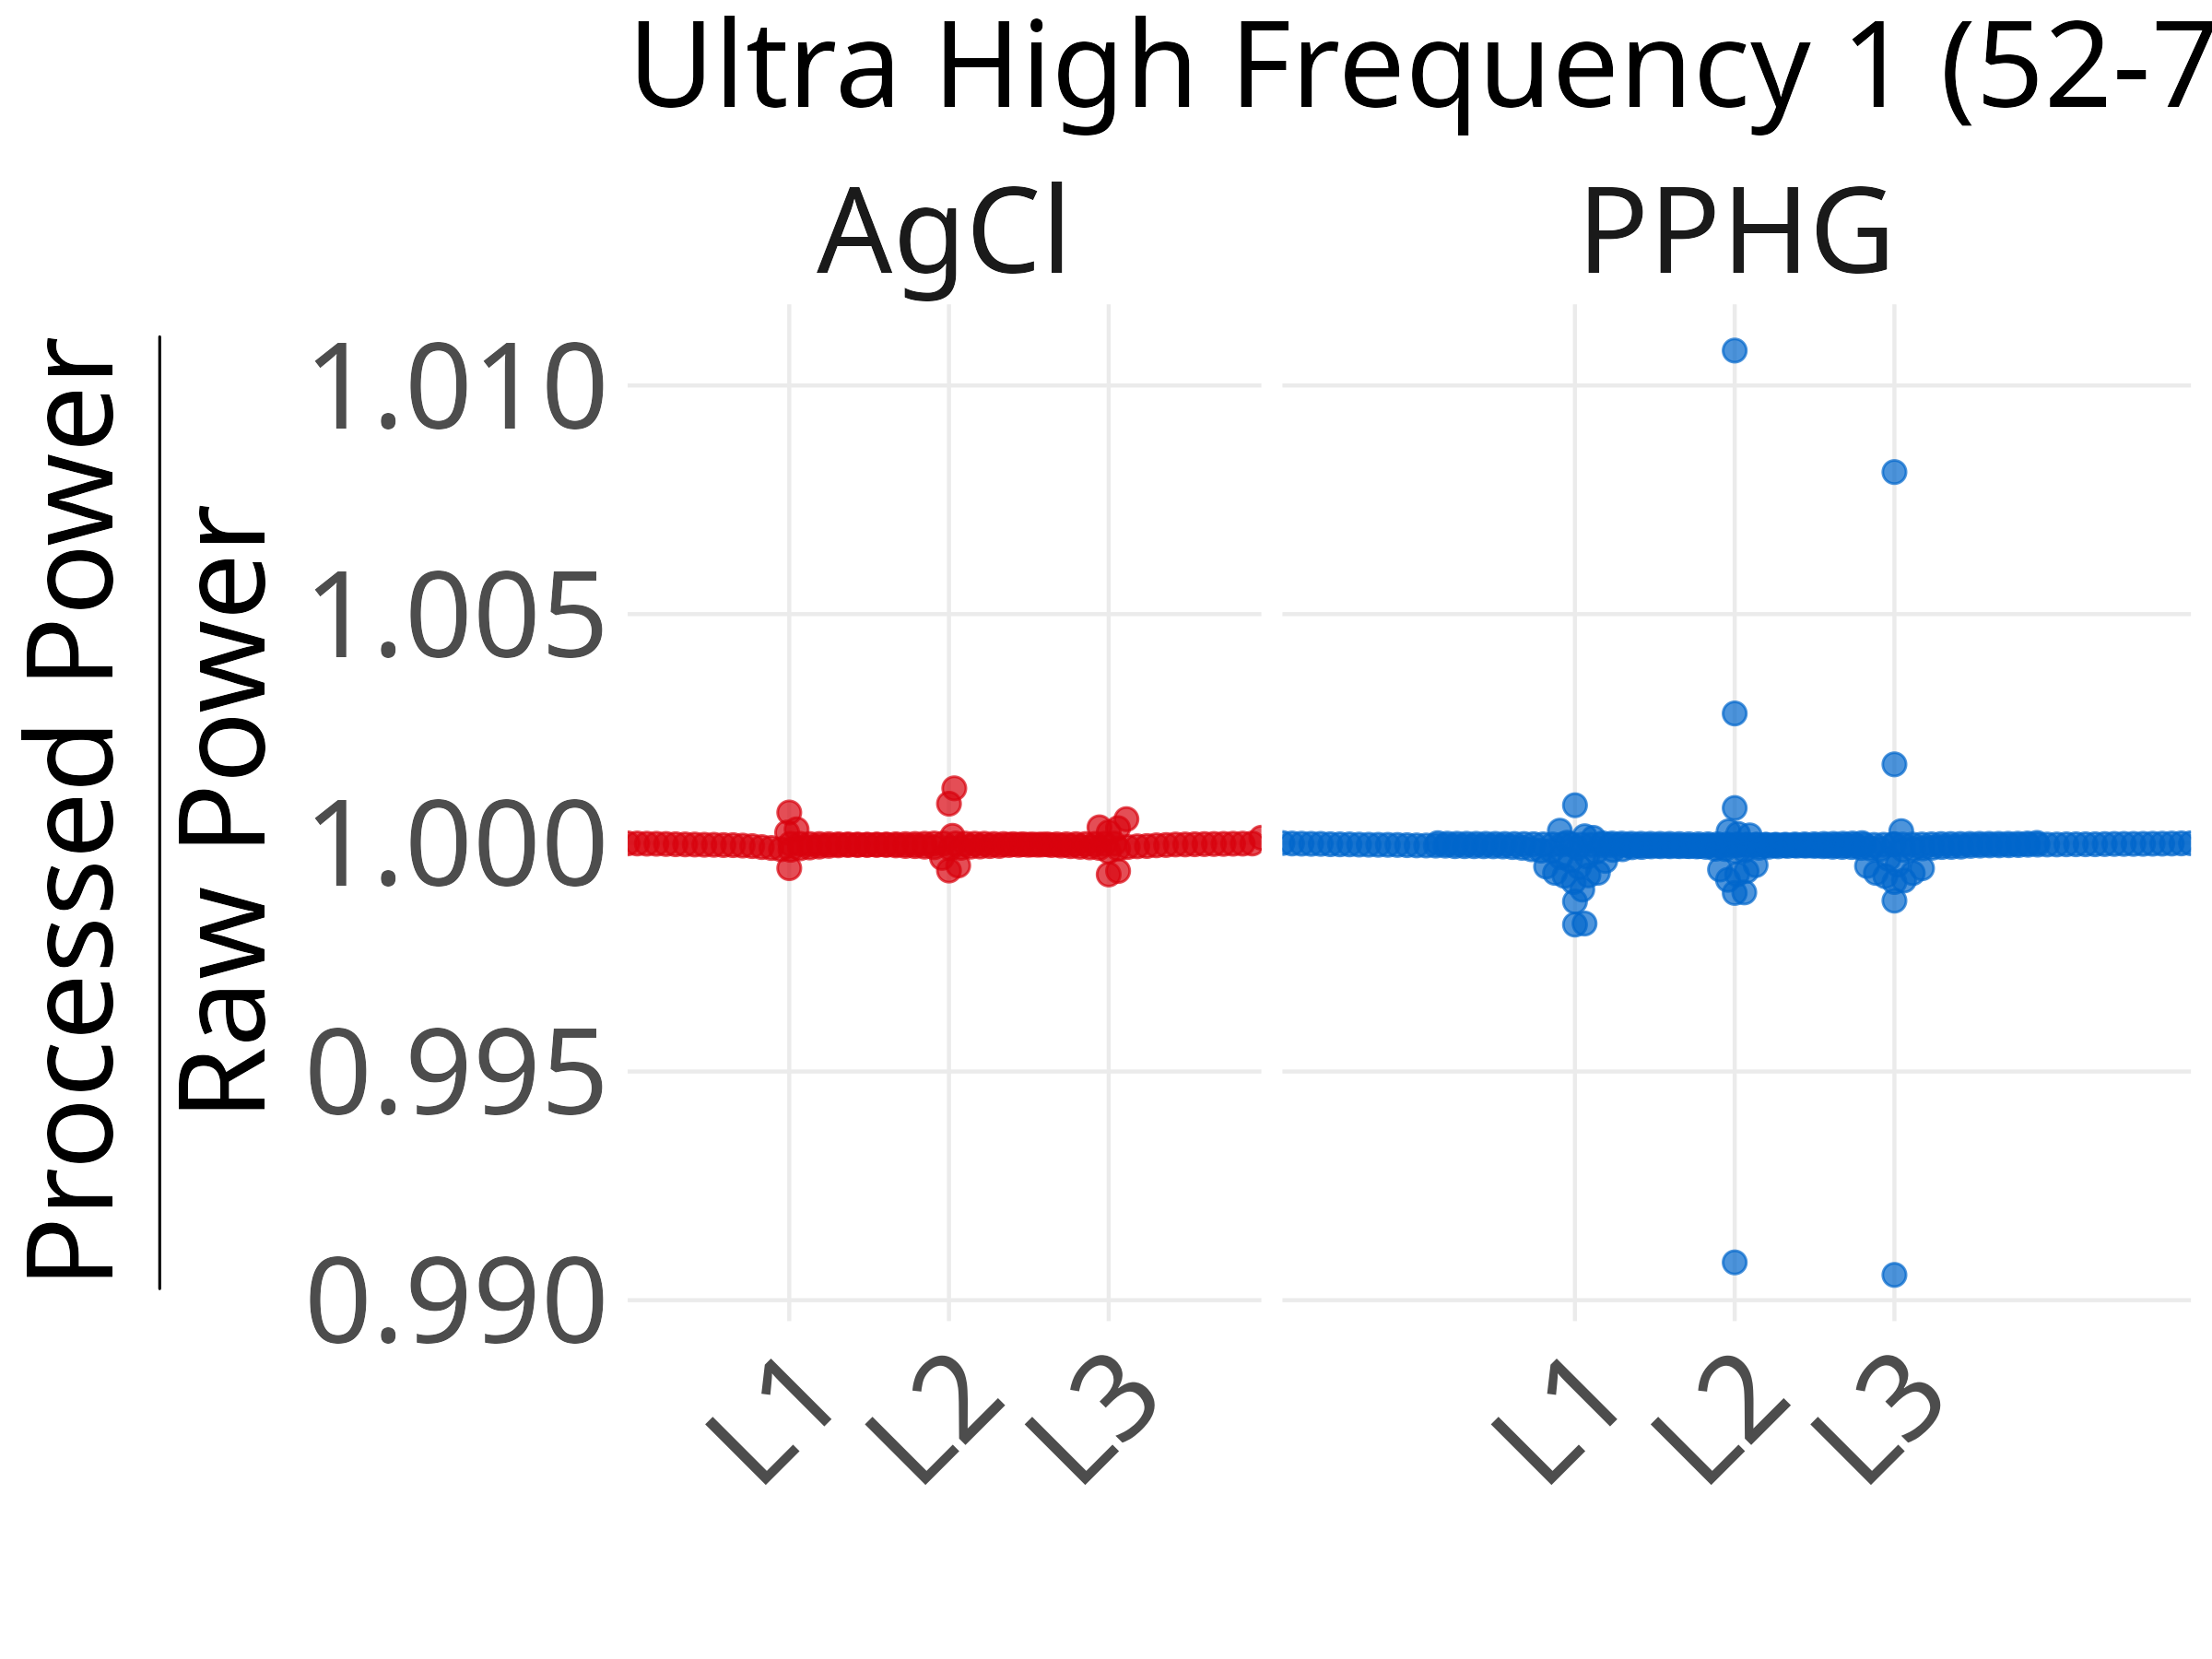 Ultra High Frequency 1 (52-7
AgCl
PPHG
Processed Power
Raw Power
1.010
1.005
1.000
0.995
0.990
L1
L2
L3
L1
L2
L3